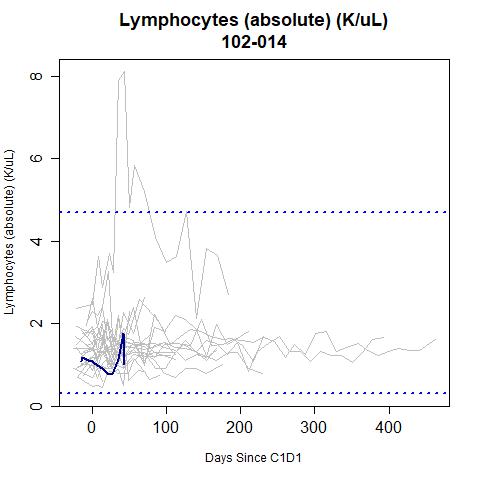 Lymphocytes (absolute) (K/uL)
102-014
Lymphocytes (absolute) (K/uL)
8
6
4
2
0
0 100 200 300 400
Days Since C1D1